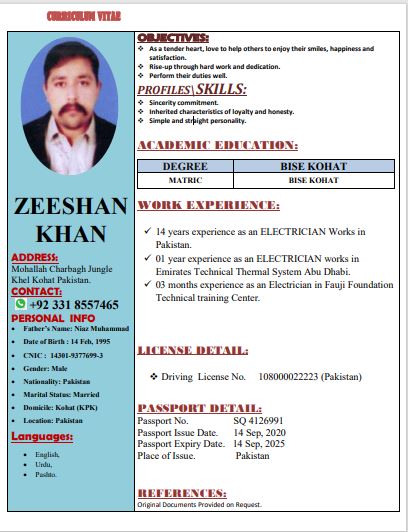 CURRICULUM VITAE
ZEESHAN
KHAN
ADDRESS:
Mohallah Charbagh Jungle
Khel Kohat Pakistan.
CONTACT:
+92 331 8557465
PERSONAL INFO
• Father's Name: Niaz Muhammad
• Date of Birth : 14 Feb, 1995
• CNIC : 14301-9377699-3
• Gender: Male
• Nationality: Pakistan
• Marital Status: Married
• Domicile: Kohat (KPK)
• Location: Pakistan
Languages:
• English,
• Urdu,
• Pashto.
OBJECTIVES:
❖ As a tender heart, love to help others to enjoy their smiles, happiness and
satisfaction.
❖ Rise-up through hard work and dedication.
❖ Perform their duties well.
PROFILES\SKILLS:
❖ Sincerity commitment.
❖ Inherited characteristics of loyalty and honesty.
❖ Simple and straight personality.
ACADEMIC EDUCATION:
DEGREE BISE KOHAT
MATRIC BISE KOHAT
WORK EXPERIENCE:
✓ 14 years experience as an ELECTRICIAN Works in
Pakistan.
✓ 01 year experience as an ELECTRICIAN works in
Emirates Technical Thermal System Abu Dhabi.
✓ 03 months experience as an Electrician in Fauji Foundation
Technical training Center.
LICENSE DETAIL:
❖ Driving License No. 108000022223 (Pakistan)
PASSPORT DETAIL:
Passport No. SQ 4126991
Passport Issue Date. 14 Sep, 2020
Passport Expiry Date. 14 Sep, 2025
Place of Issue. Pakistan
REFERENCES:
Original Documents Provided on Request.